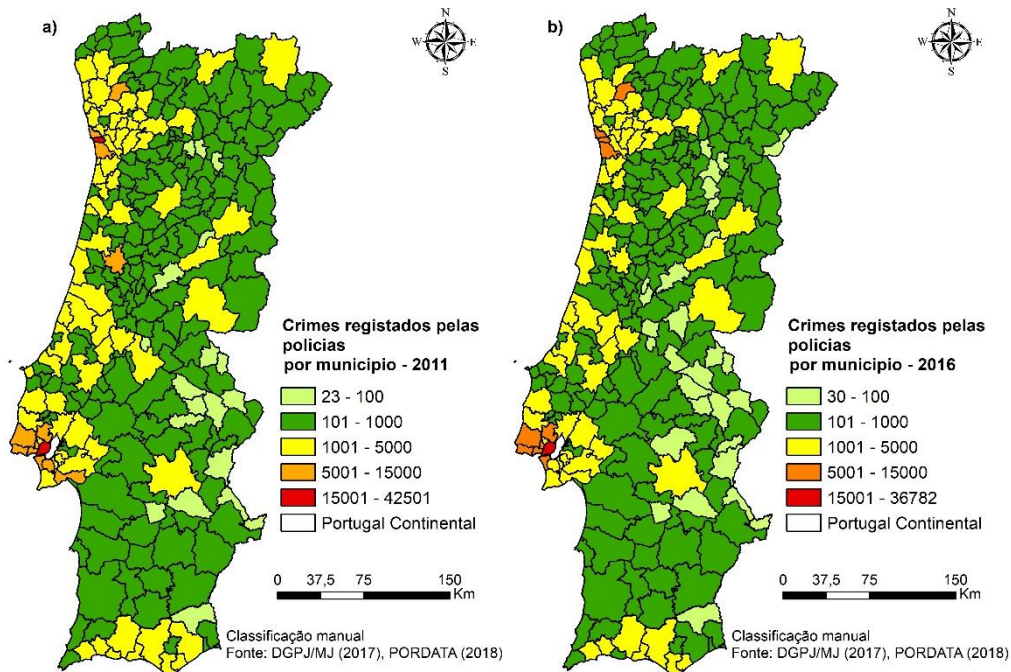 a)
N
W E
S
Crimes registados pelas
policias
por municipio - 2011
23 - 100
101 - 1000
1001 - 5000
5001 - 15000
15001 - 42501
Portugal Continental
0 37,5 75 150
Km
Classificação manual
Fonte: DGPJ/MJ (2017), PORDATA (2018)
b)
N
W E
S
Crimes registados pelas
policias
por municipio - 2016
30 - 100
101 - 1000
1001 - 5000
5001 - 15000
15001 - 36782
Portugal Continental
0 37,5 75 150
Km
Classificação manual
Fonte: DGPJ/MJ (2017), PORDATA (2018)